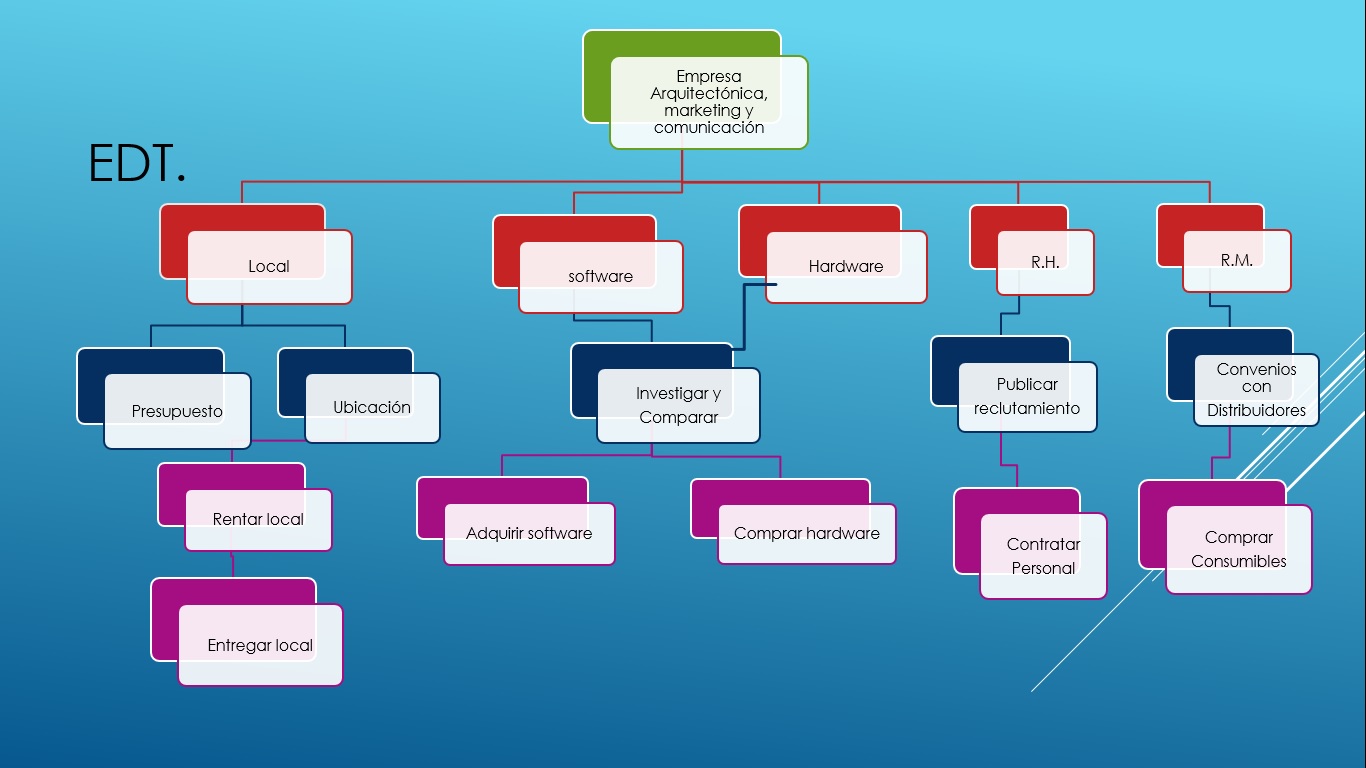 Empresa
Arquitectónica,
marketing y
comunicación
EDT.
Local
software
Hardware
R.H.
R.M.
Presupuesto
Ubicación
Investigar y
Comparar
Publicar
reclutamiento
Convenios
con
Distribuidores
Rentar local
Adquirir software
Comprar hardware
Contratar
Personal
Comprar
Consumibles
Entregar local